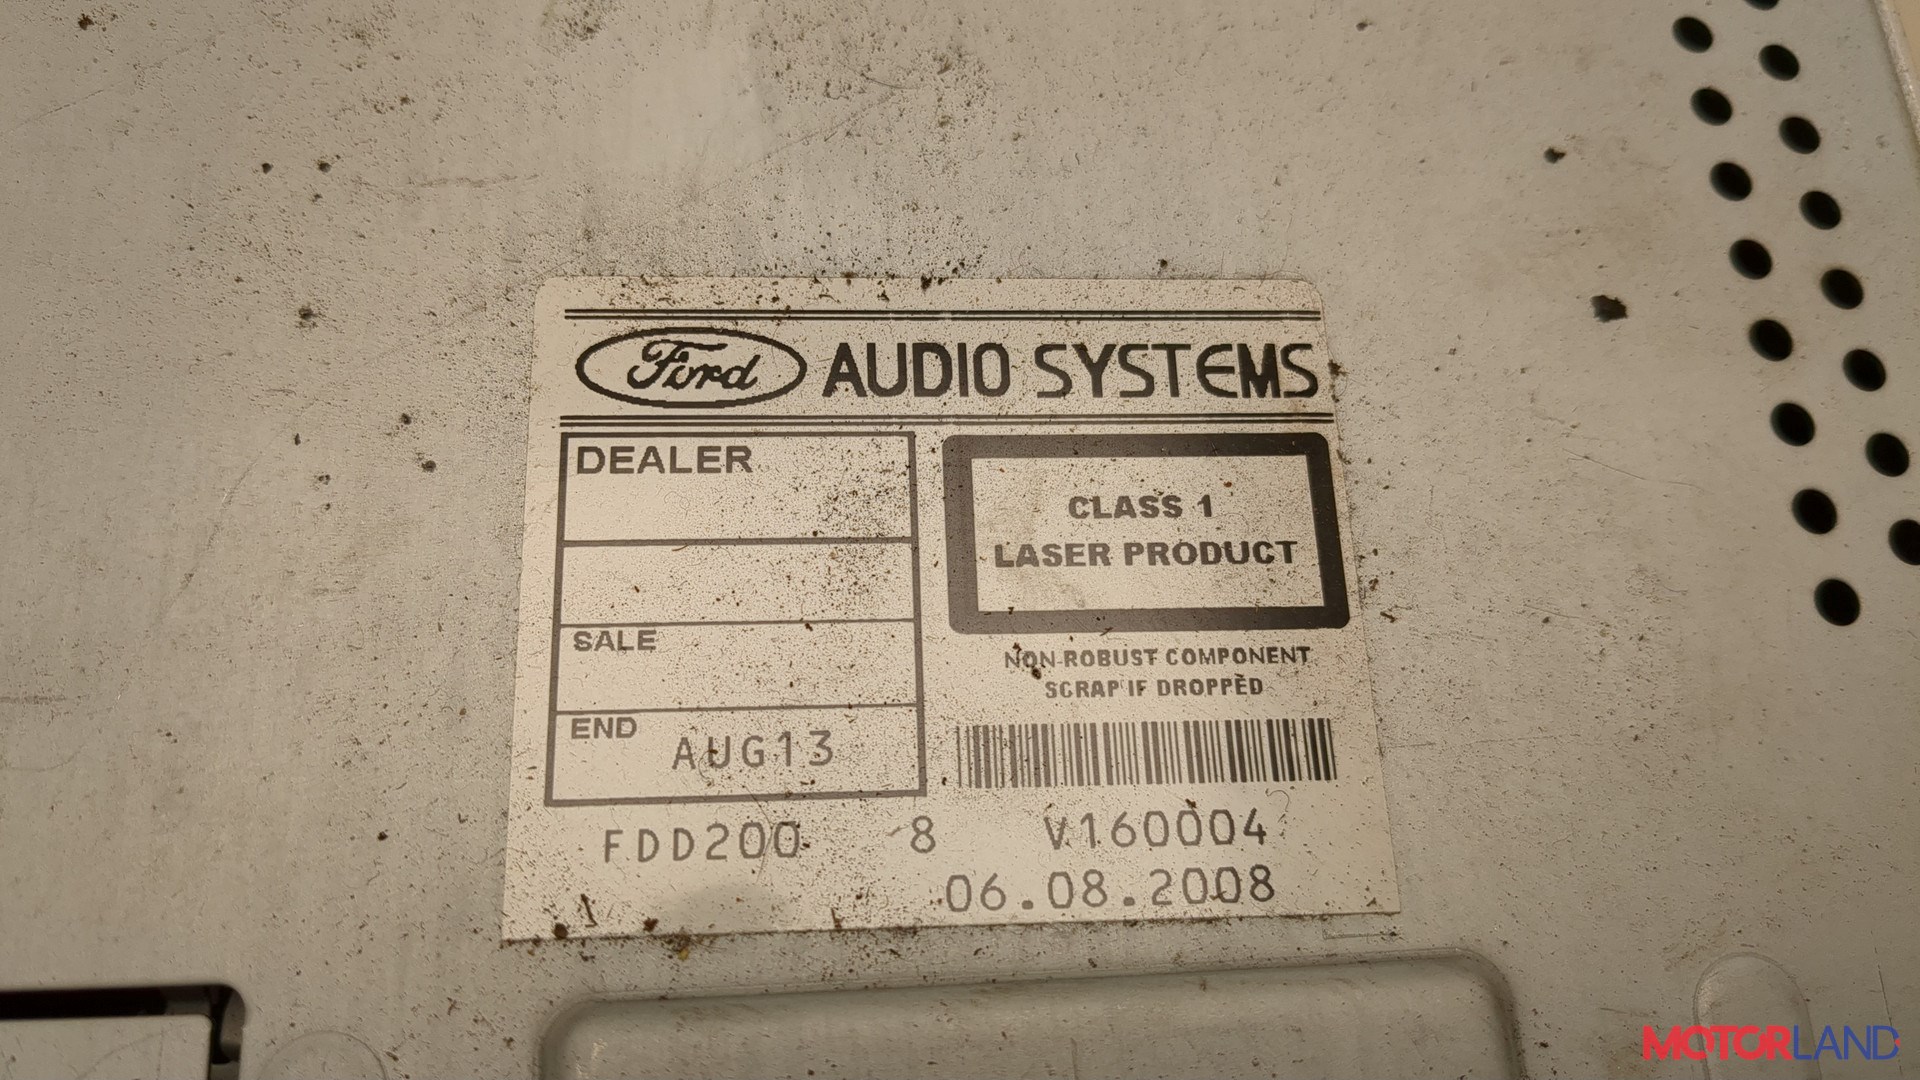 Ford AUDIO SYSTEMS
DEALER
SALE
END AUG13
CLASS 1
LASER PRODUCT
NON-ROBUST COMPONENT
SCRAP IF DROPPED
FDD200 8 V160004
06.08.2008
MOTORLAND